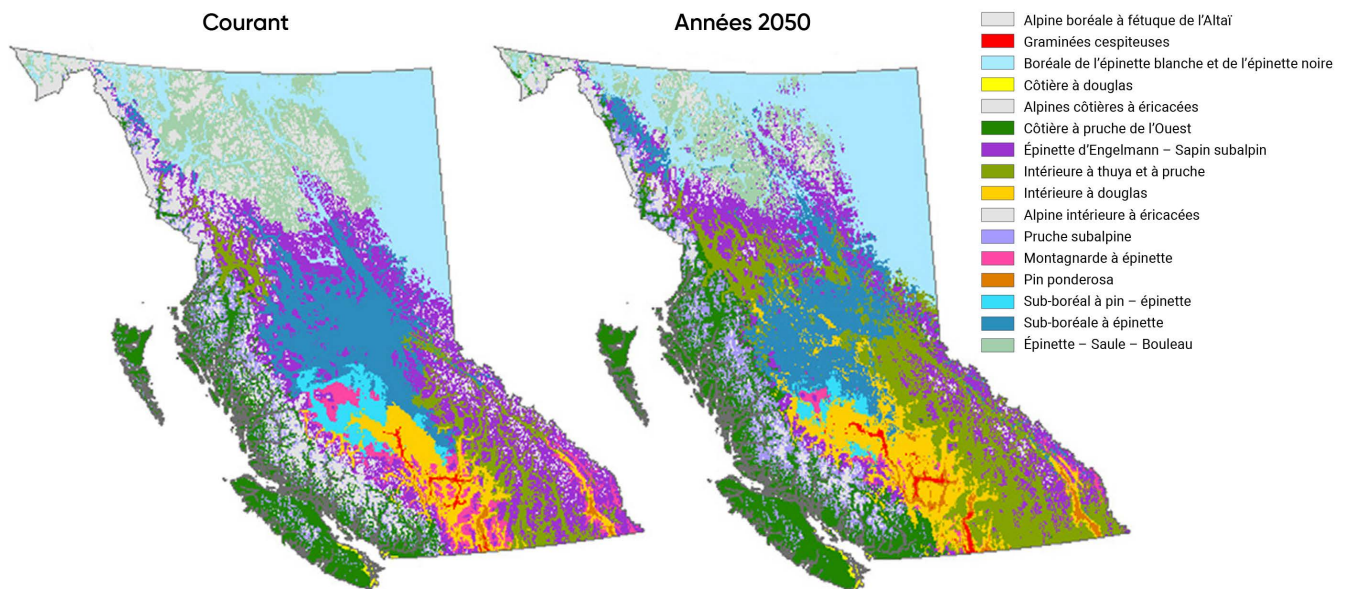 Courant
Années 2050
Alpine boréale à fétuque de l'Altaï
Graminées cespiteuses
Boréale de l'épinette blanche et de l'épinette noire
Côtière à douglas
Alpines côtières à éricacées
Côtière à pruche de l'Ouest
Épinette d'Engelmann – Sapin subalpin
Intérieure à thuya et à pruche
Intérieure à douglas
Alpine intérieure à éricacées
Pruche subalpine
Montagnarde à épinette
Pin ponderosa
Sub-boréal à pin – épinette
Sub-boréale à épinette
Épinette – Saule – Bouleau